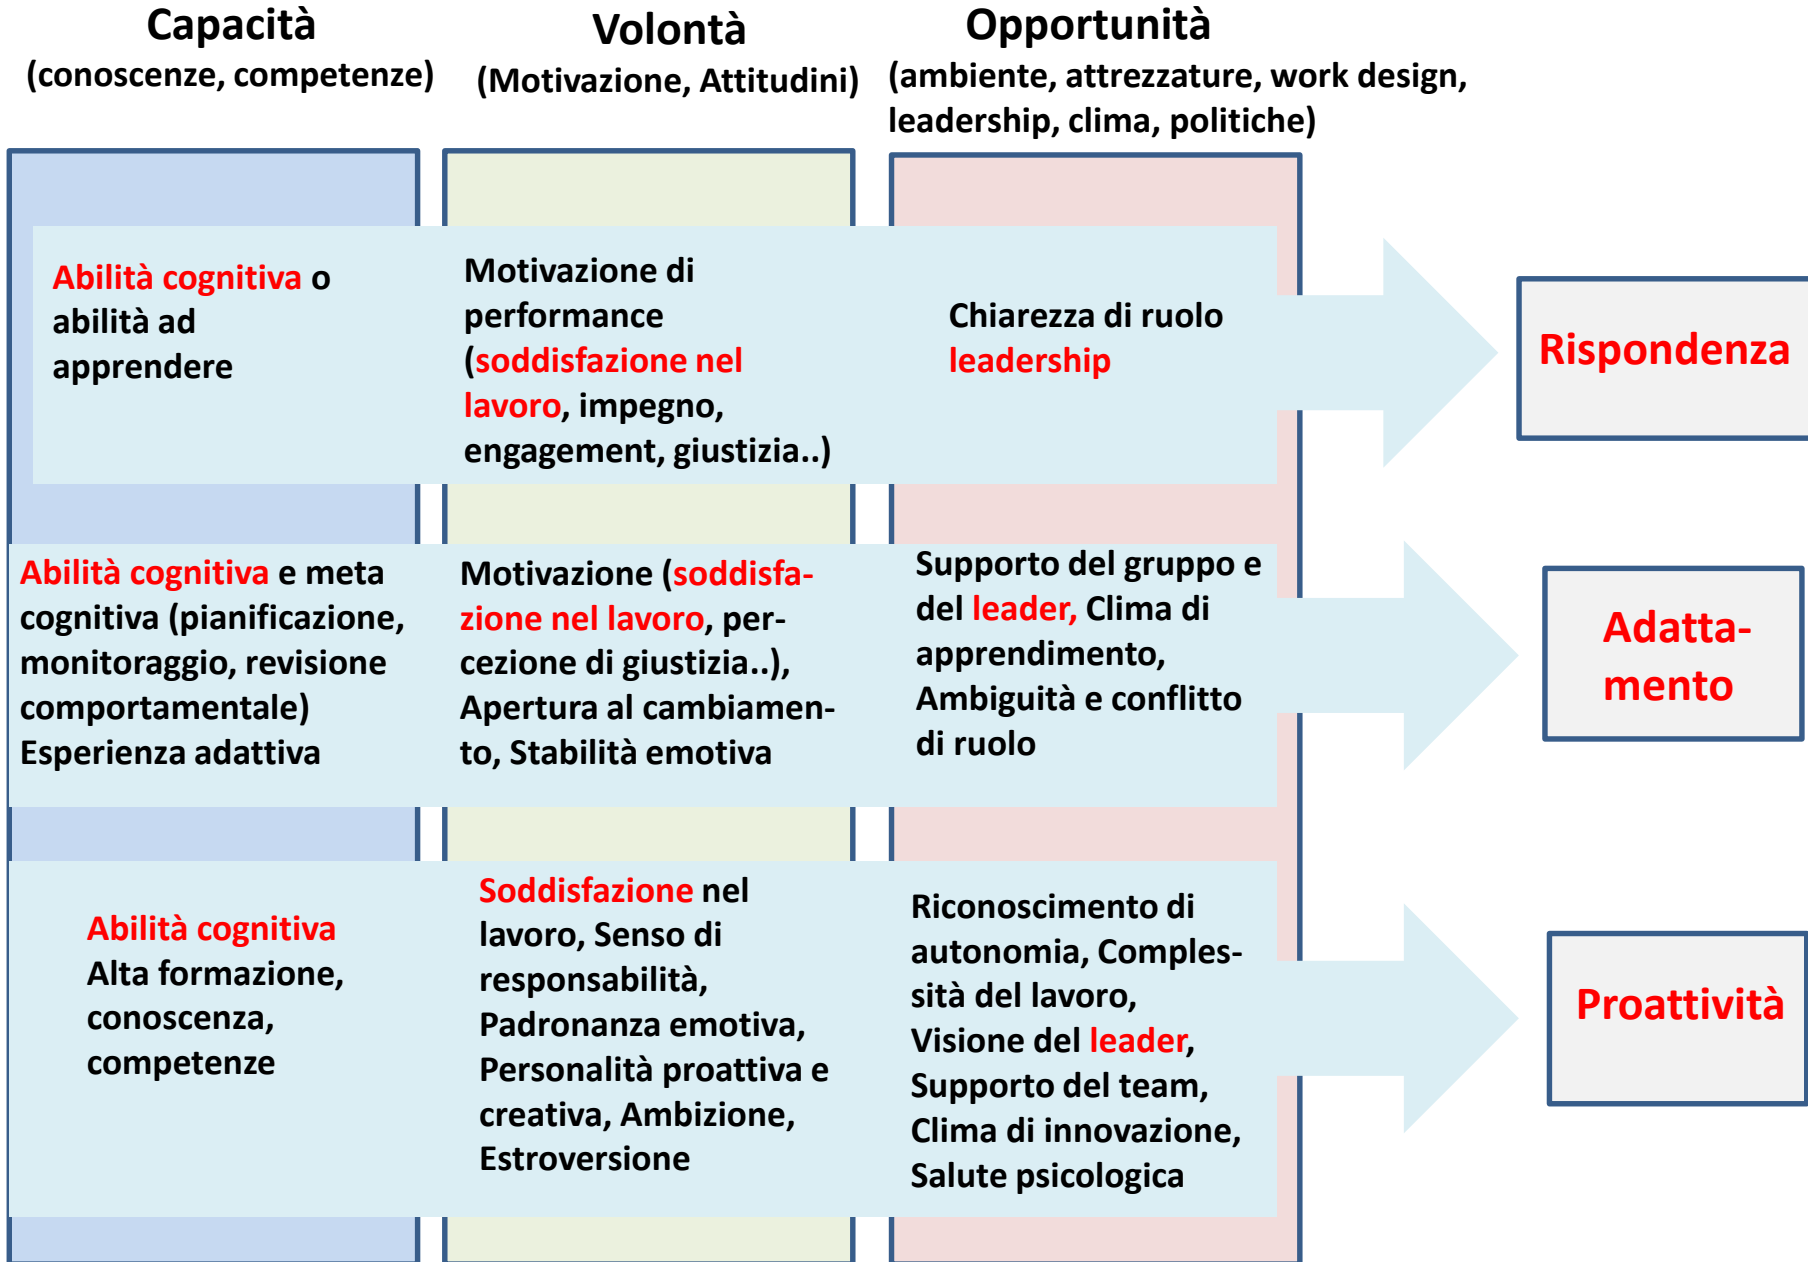 Capacità
(conoscenze, competenze)
Volontà
(Motivazione, Attitudini)
Opportunità
(ambiente, attrezzature, work design,
leadership, clima, politiche)
Abilità cognitiva o
abilità ad
apprendere
Motivazione di
performance
(soddisfazione nel
lavoro, impegno,
engagement, giustizia..)
Chiarezza di ruolo
leadership
Rispondenza
Abilità cognitiva e meta
cognitiva (pianificazione,
monitoraggio, revisione
comportamentale)
Esperienza adattiva
Motivazione (soddisfa-
zione nel lavoro, per-
cezione di giustizia..),
Apertura al cambiamen-
to, Stabilità emotiva
Supporto del gruppo e
del leader, Clima di
apprendimento,
Ambiguità e conflitto
di ruolo
Adatta-
mento
Abilità cognitiva
Alta formazione,
conoscenza,
competenze
Soddisfazione nel
lavoro, Senso di
responsabilità,
Padronanza emotiva,
Personalità proattiva e
creativa, Ambizione,
Estroversione
Riconoscimento di
autonomia, Comples-
sità del lavoro,
Visione del leader,
Supporto del team,
Clima di innovazione,
Salute psicologica
Proattività